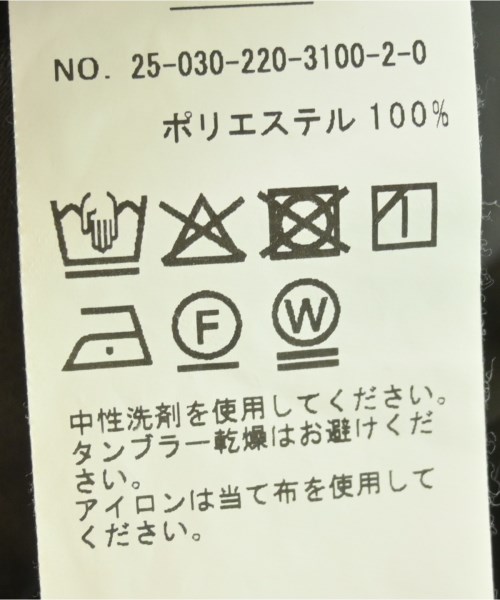 NO. 25-030-220-3100-2-0
ポリエステル 100%
F
W
中性洗剤を使用してください。
タンブラー乾燥はお避けくだ
さい。
アイロンは当て布を使用して
ください。